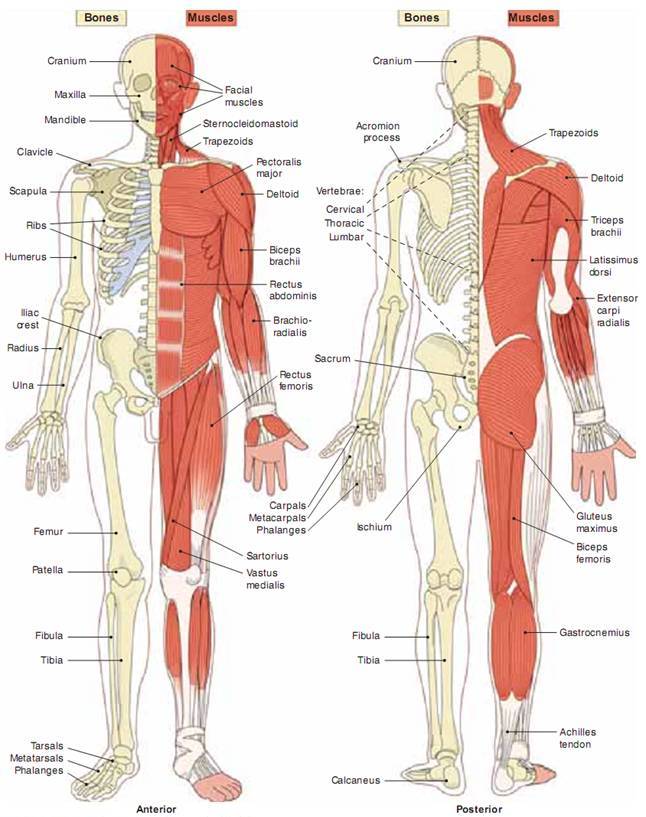 Bones
Muscles
Cranium
Maxilla
Mandible
Clavicle
Scapula
Ribs
Humerus
Iliac
crest
Radius
Ulna
Femur
Patella
Fibula
Tibia
Tarsals
Metatarsals
Phalanges
Facial
muscles
Sternocleidomastoid
Trapezoids
Pectoralis
major
Deltoid
Biceps
brachii
Rectus
abdominis
Brachio-
radialis
Rectus
femoris
Sartorius
Vastus
medialis
Anterior
Bones
Muscles
Cranium
Acromion
process
Vertebrae:
Cervical
Thoracic
Lumbar
Sacrum
Carpals
Metacarpals
Phalanges
Ischium
Fibula
Tibia
Calcaneus
Trapezoids
Deltoid
Triceps
brachii
Latissimus
dorsi
Extensor
carpi
radialis
Gluteus
maximus
Biceps
femoris
Gastrocnemius
Achilles
tendon
Posterior